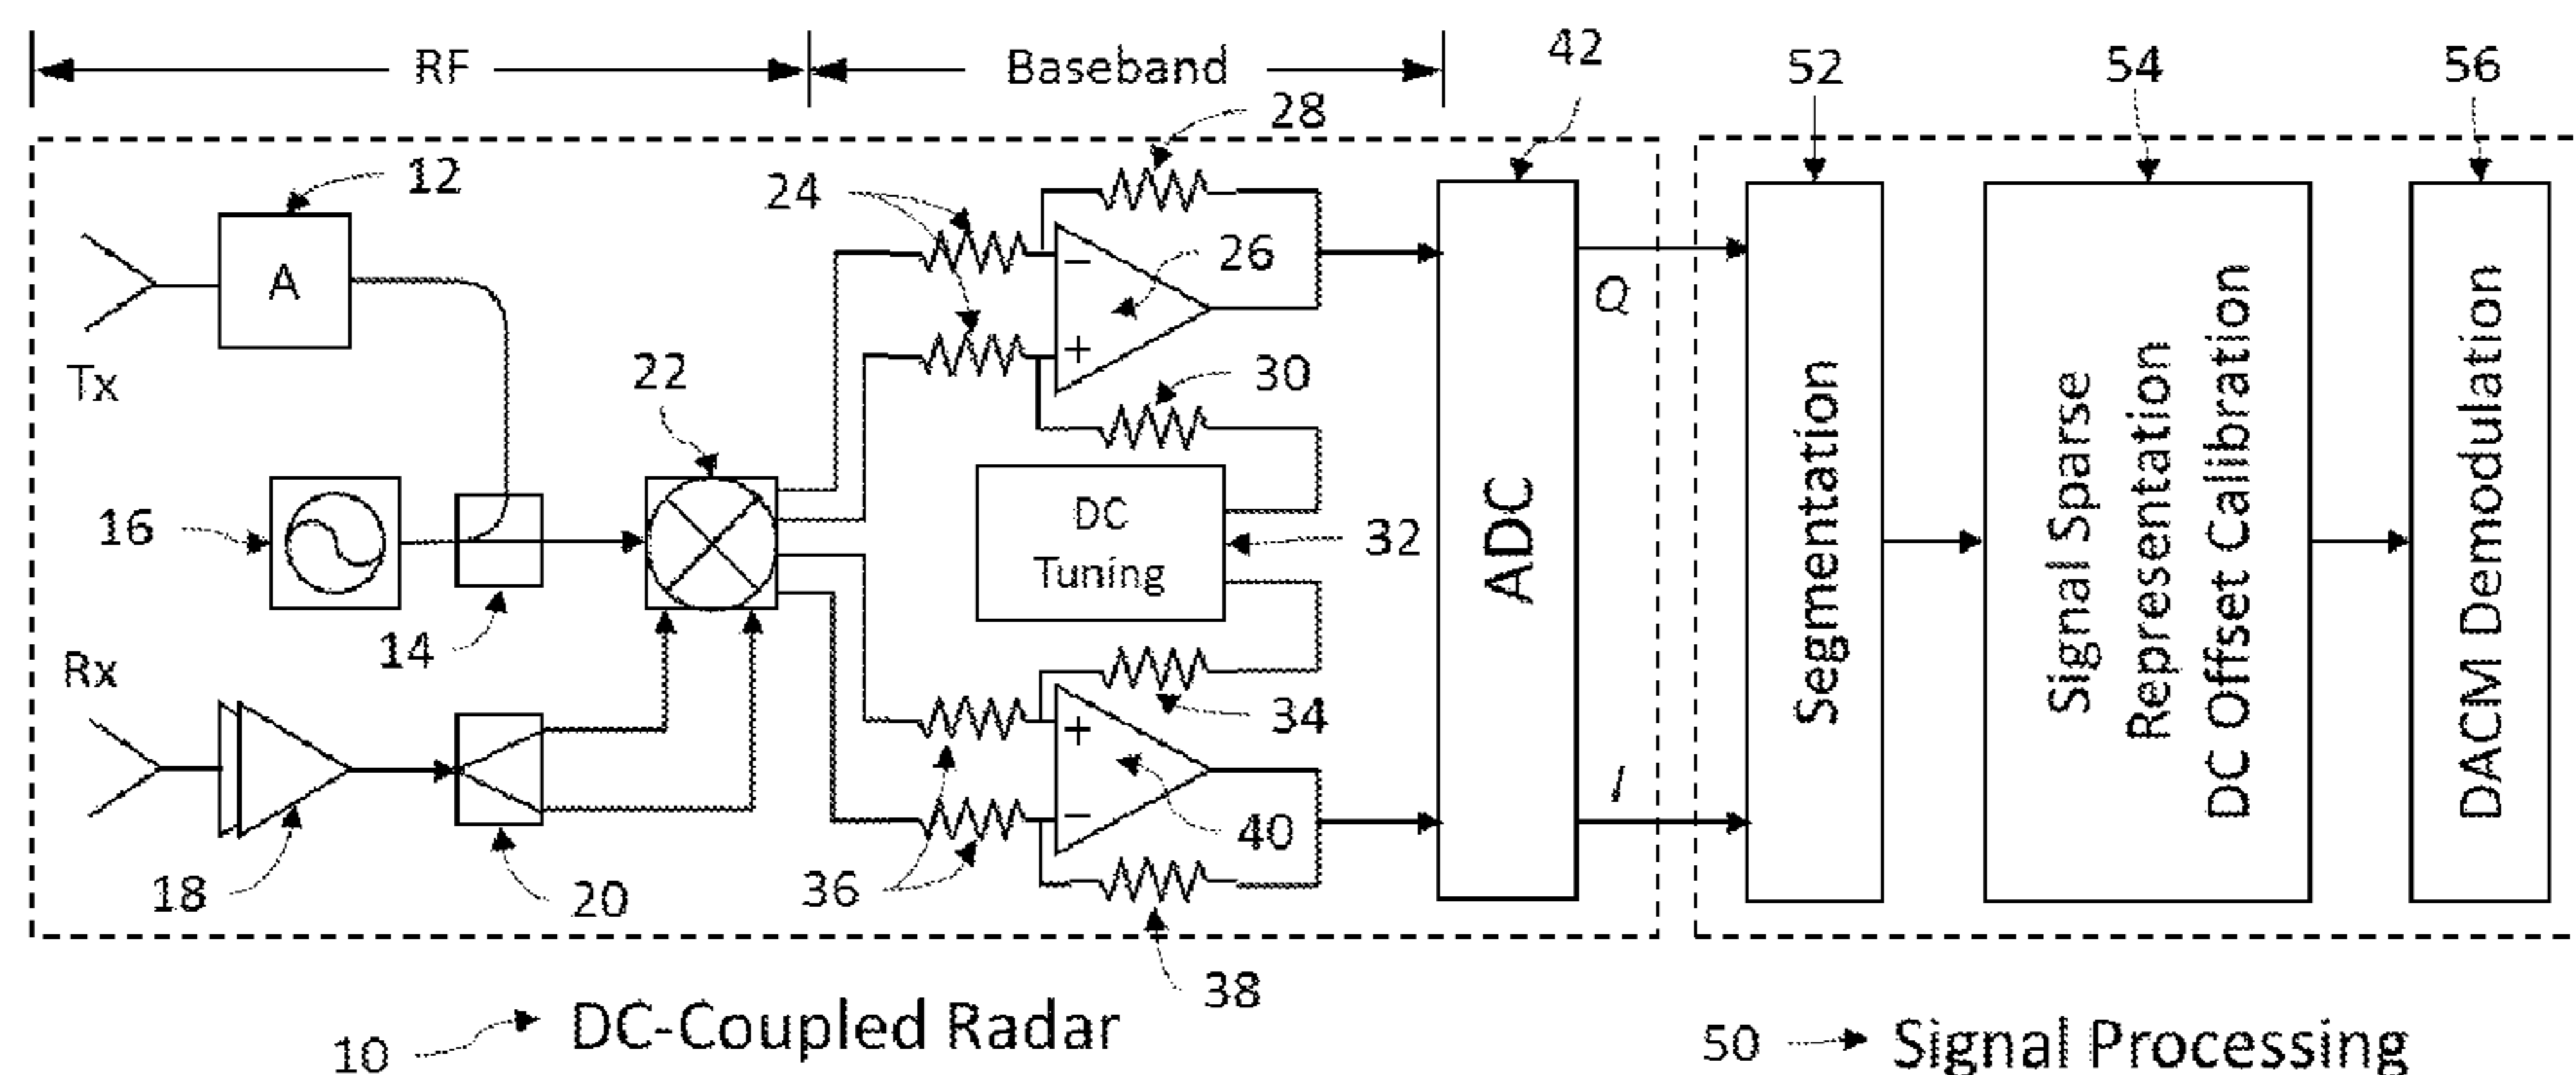 RF
Baseband
42
52
54
56
28
12
24
A
26
Q
Tx
22
30
16
DC
Tuning
32
ADC
Segmentation
Signal Sparse
Representation
DC Offset Calibration
DACM Demodulation
14
Rx
34
I
18
20
36
40
38
10
DC-Coupled Radar
50
Signal Processing
−
+
+
−